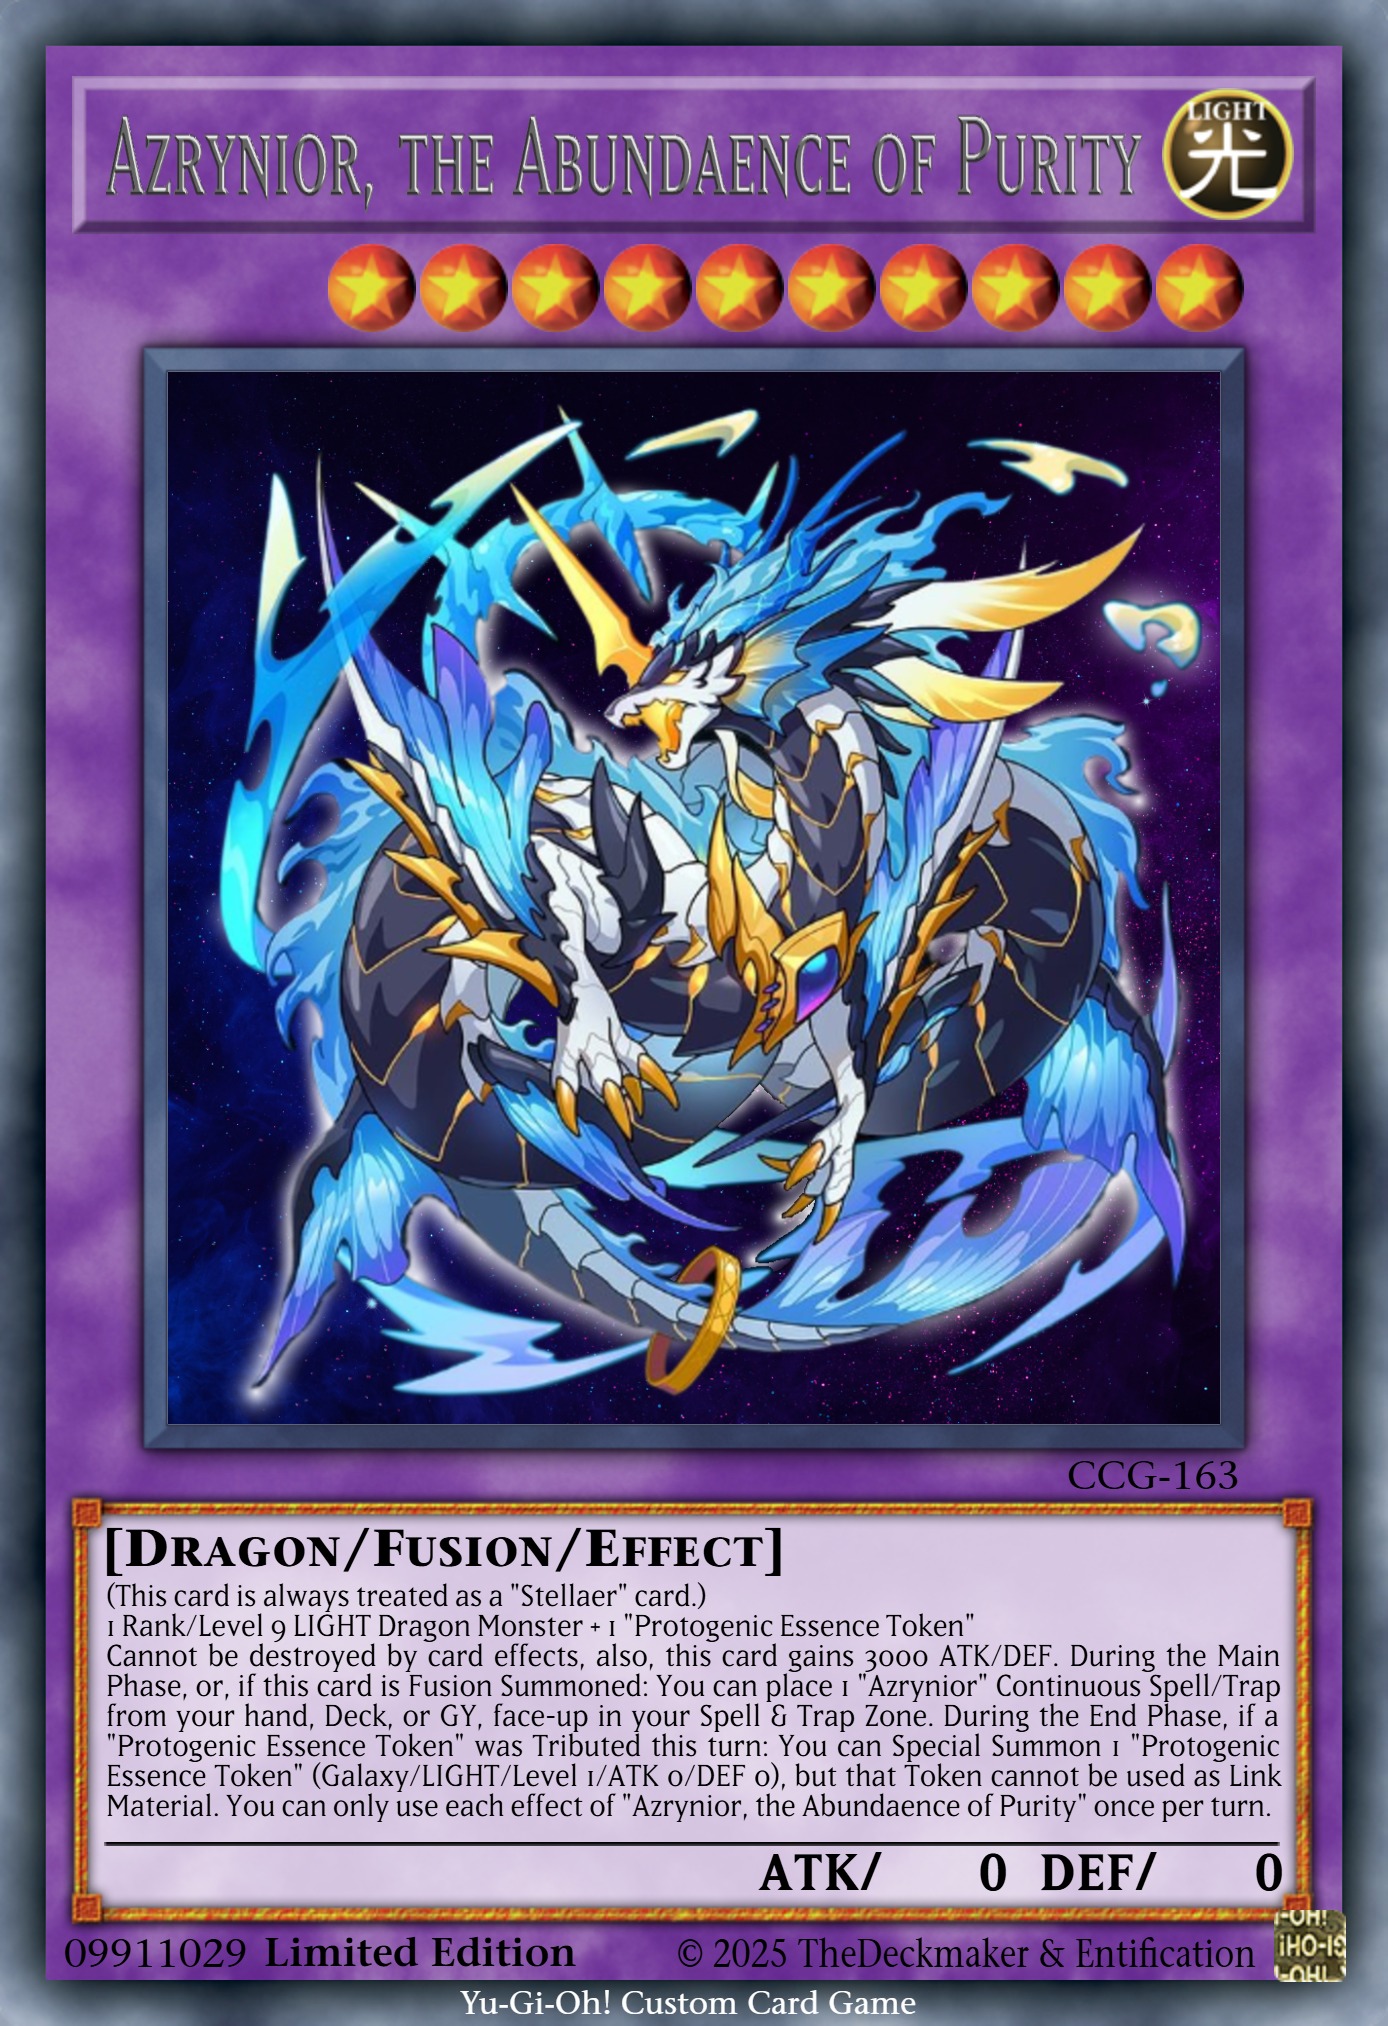 Azrynior, the Abundaence of Purity
LIGHT
光
CCG-163
[Dragon/Fusion/Effect]
(This card is always treated as a "Stellaer" card.)
1 Rank/Level 9 LIGHT Dragon Monster + 1 "Protogenic Essence Token"
Cannot be destroyed by card effects, also, this card gains 3000 ATK/DEF. During the Main
Phase, or, if this card is Fusion Summoned: You can place 1 "Azrynior" Continuous Spell/Trap
from your hand, Deck, or GY, face-up in your Spell & Trap Zone. During the End Phase, if a
"Protogenic Essence Token" was Tributed this turn: You can Special Summon 1 "Protogenic
Essence Token" (Galaxy/LIGHT/Level 1/ATK 0/DEF 0), but that Token cannot be used as Link
Material. You can only use each effect of "Azrynior, the Abundaence of Purity" once per turn.
ATK/ 0 DEF/ 0
09911029 Limited Edition © 2025 TheDeckmaker & Entification
Yu-Gi-Oh! Custom Card Game